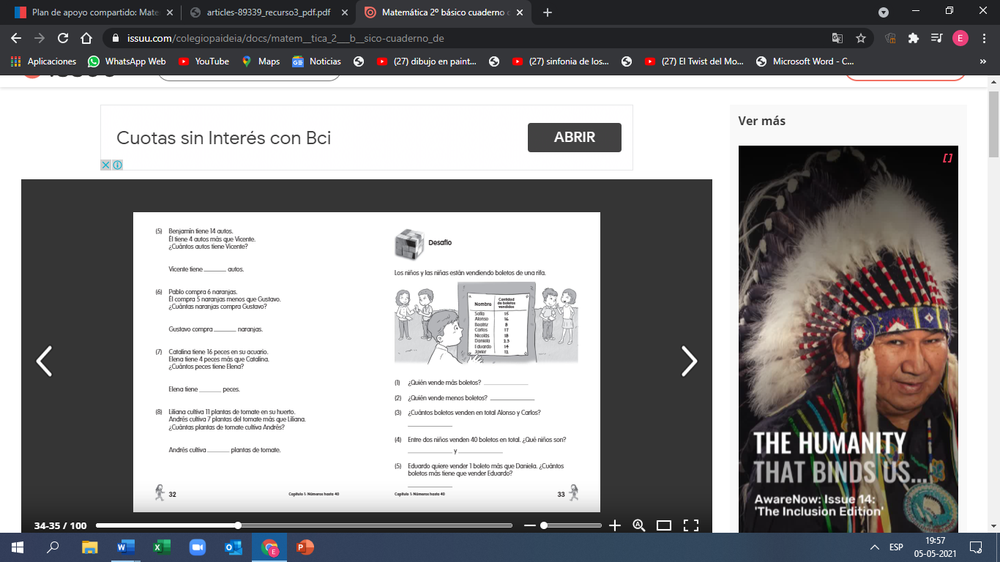 Plan de apoyo compartido: Mate
articles-89339_recurso3_pdf.pdf
Matemática 2º básico cuaderno
issuu.com/colegiopaideia/docs/matem__tica_2___b__sico-cuaderno_de
E
Aplicaciones
WhatsApp Web
YouTube
Maps
Noticias
(27) dibujo en paint...
(27) sinfonia de los...
(27) El Twist del Mo...
Microsoft Word - C...
»
Cuotas sin Interés con Bci
ABRIR
Ver más
[]
(5) Benjamín tiene 14 autos.
Él tiene 4 autos más que Vicente.
¿Cuántos autos tiene Vicente?
Vicente tiene ______ autos.
(6) Pablo compra 6 naranjas.
Él compra 5 naranjas menos que Gustavo.
¿Cuántas naranjas compra Gustavo?
Gustavo compra ______ naranjas.
(7) Catalina tiene 16 peces en su acuario.
Elena tiene 4 peces más que Catalina.
¿Cuántos peces tiene Elena?
Elena tiene ______ peces.
(8) Liliana cultiva 11 plantas de tomate en su huerto.
Andrés cultiva 7 plantas del tomate más que Liliana.
¿Cuántas plantas de tomate cultiva Andrés?
Andrés cultiva ______ plantas de tomate.
32
Capítulo 1: Números hasta 40
Desafío
Los niños y las niñas están vendiendo boletos de una rifa.
Nombre Cantidad de boletos vendidos
Sofía 15
Alonso 16
Beatriz 8
Carlos 17
Nicolás 18
Daniela 23
Eduardo 14
Javier 12
(1) ¿Quién vende más boletos? ____________
(2) ¿Quién vende menos boletos? ____________
(3) ¿Cuántos boletos venden en total Alonso y Carlos?
____________
(4) Entre dos niños venden 40 boletos en total. ¿Qué niños son?
____________ y ____________
(5) Eduardo quiere vender 1 boleto más que Daniela. ¿Cuántos
boletos más tiene que vender Eduardo?
____________
Capítulo 1: Números hasta 40
33
THE HUMANITY
THAT BINDS US...
AwareNow: Issue 14:
'The Inclusion Edition'
34-35 / 100
ESP
19:57
05-05-2021